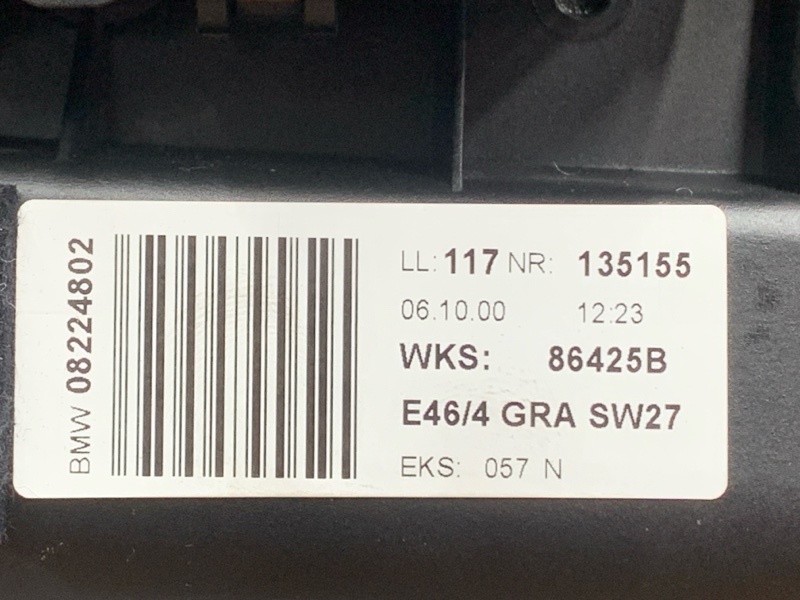 BMW 08224802
LL: 117 NR: 135155
06.10.00 12:23
WKS: 86425B
E46/4 GRA SW27
EKS: 057 N